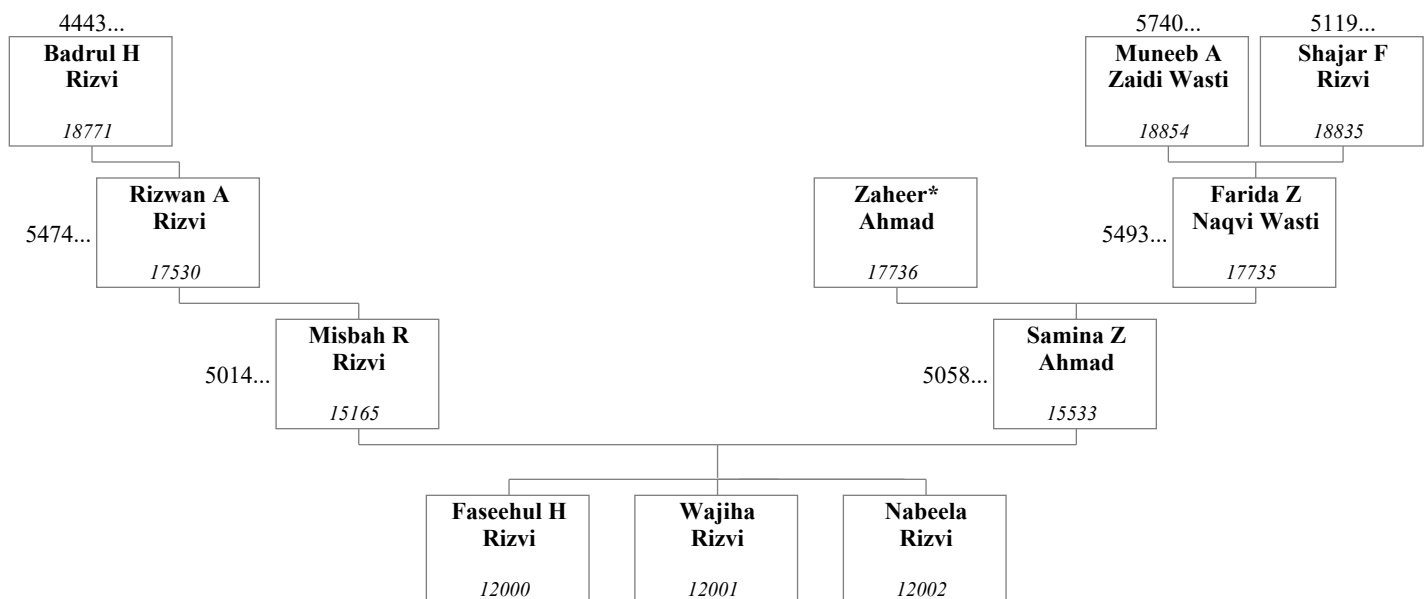 4443...
Badrul H
Rizvi
18771
5740...
Muneeb A
Zaidi Wasti
18854
5119...
Shajar F
Rizvi
18835
5474...
Rizwan A
Rizvi
17530
Zaheer*
Ahmad
17736
5493...
Farida Z
Naqvi Wasti
17735
5014...
Misbah R
Rizvi
15165
5058...
Samina Z
Ahmad
15533
Faseehul H
Rizvi
12000
Wajiha
Rizvi
12001
Nabeela
Rizvi
12002